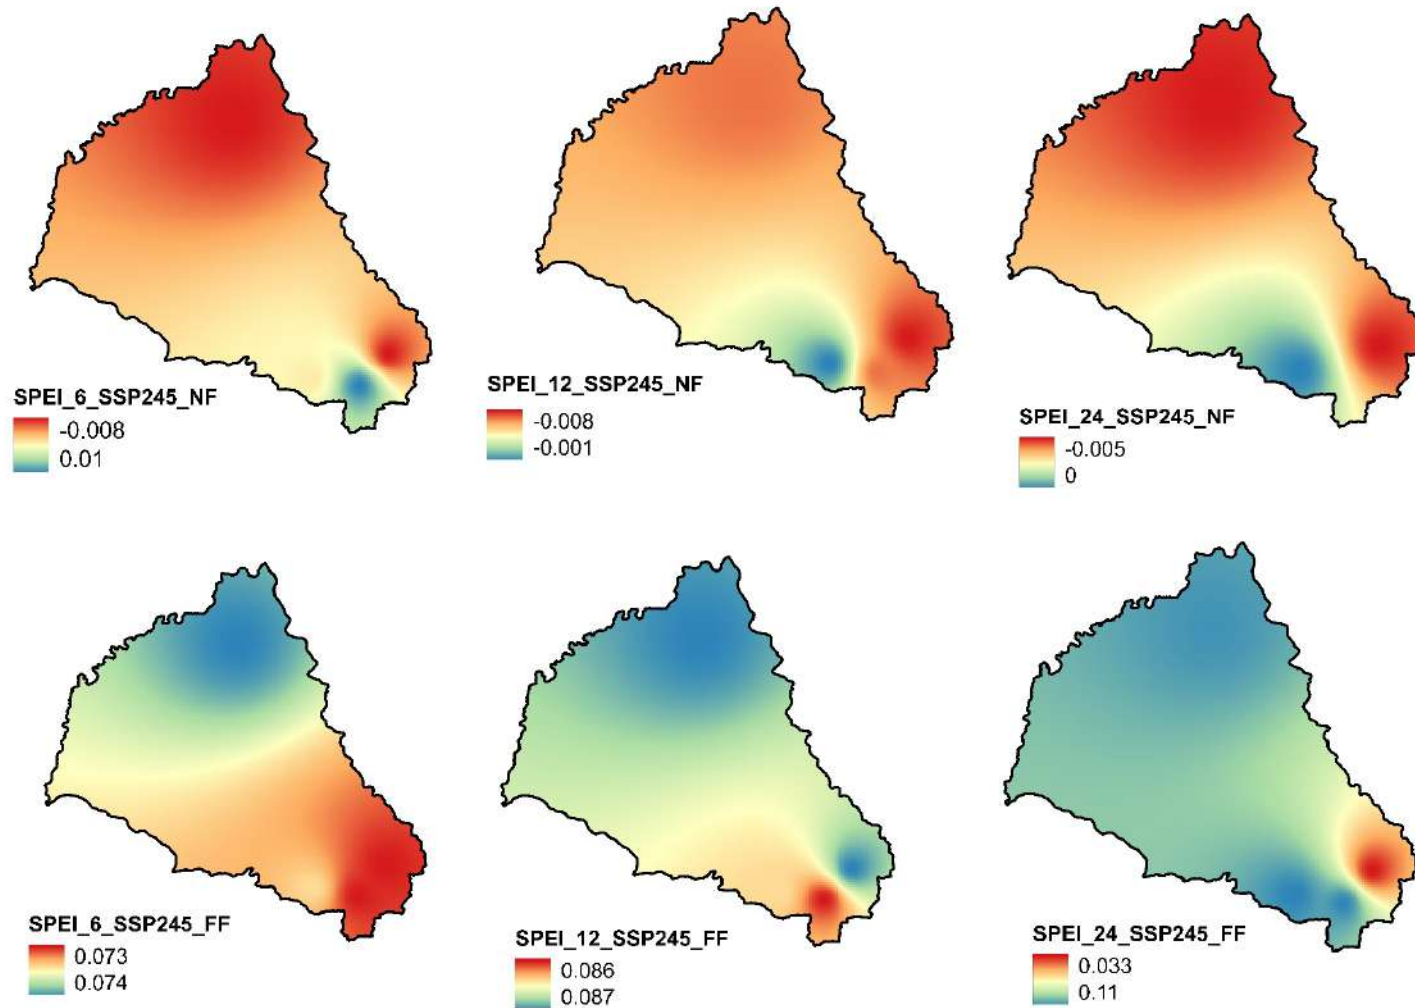 SPEI_6_SSP245_NF
-0.008
0.01
SPEI_12_SSP245_NF
-0.008
-0.001
SPEI_24_SSP245_NF
-0.005
0
SPEI_6_SSP245_FF
0.073
0.074
SPEI_12_SSP245_FF
0.086
0.087
SPEI_24_SSP245_FF
0.033
0.11